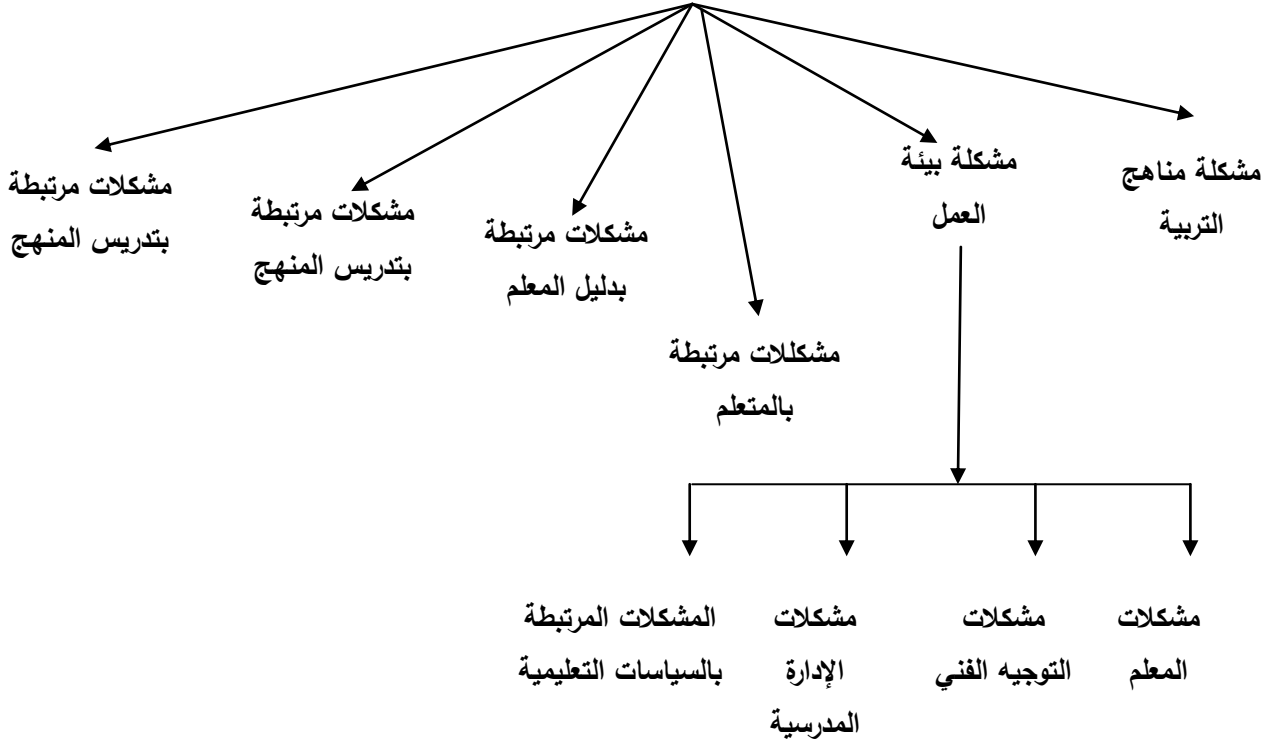 مشكلة مناهج
التربية
مشكلة بيئة
العمل
مشكللات مرتبطة
بالمتعلم
مشكلات مرتبطة
بدليل المعلم
مشكلات مرتبطة
بتدريس المنهج
مشكلات مرتبطة
بتدريس المنهج
مشكلات
المعلم
مشكلات
التوجيه الفني
مشكلات
الإدارة
المدرسية
المشكلات المرتبطة
بالسياسات التعليمية